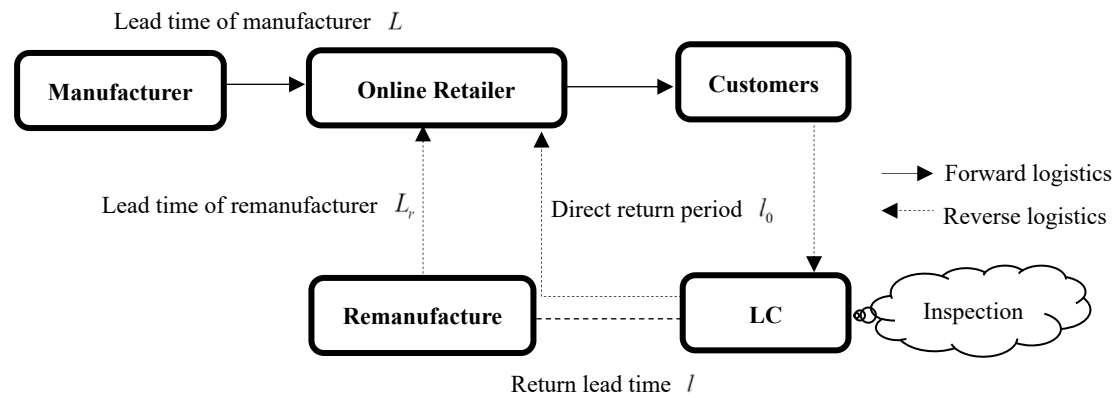 Lead time of manufacturer L
Manufacturer
Online Retailer
Customers
Forward logistics
Lead time of remanufacturer L_r
Direct return period l_0
Reverse logistics
Remanufacture
LC
Inspection
Return lead time l